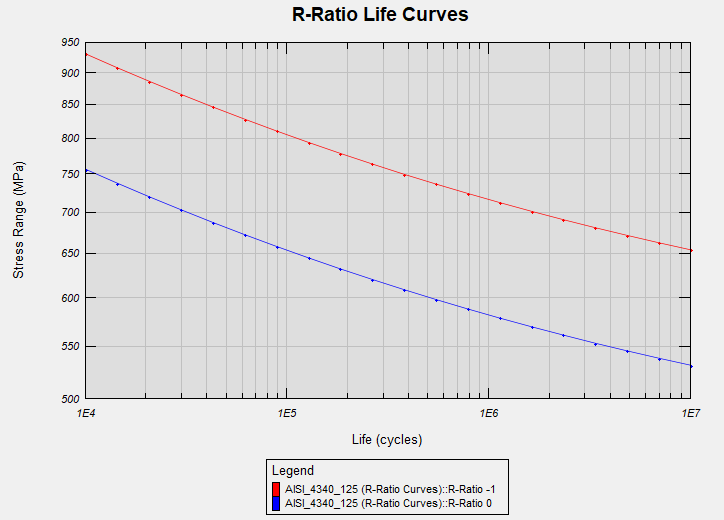 R-Ratio Life Curves
950
900
850
800
750
700
650
600
550
500
Stress Range (MPa)
1E4 1E5 1E6 1E7
Life (cycles)
Legend
AISI_4340_125 (R-Ratio Curves)::R-Ratio -1
AISI_4340_125 (R-Ratio Curves)::R-Ratio 0